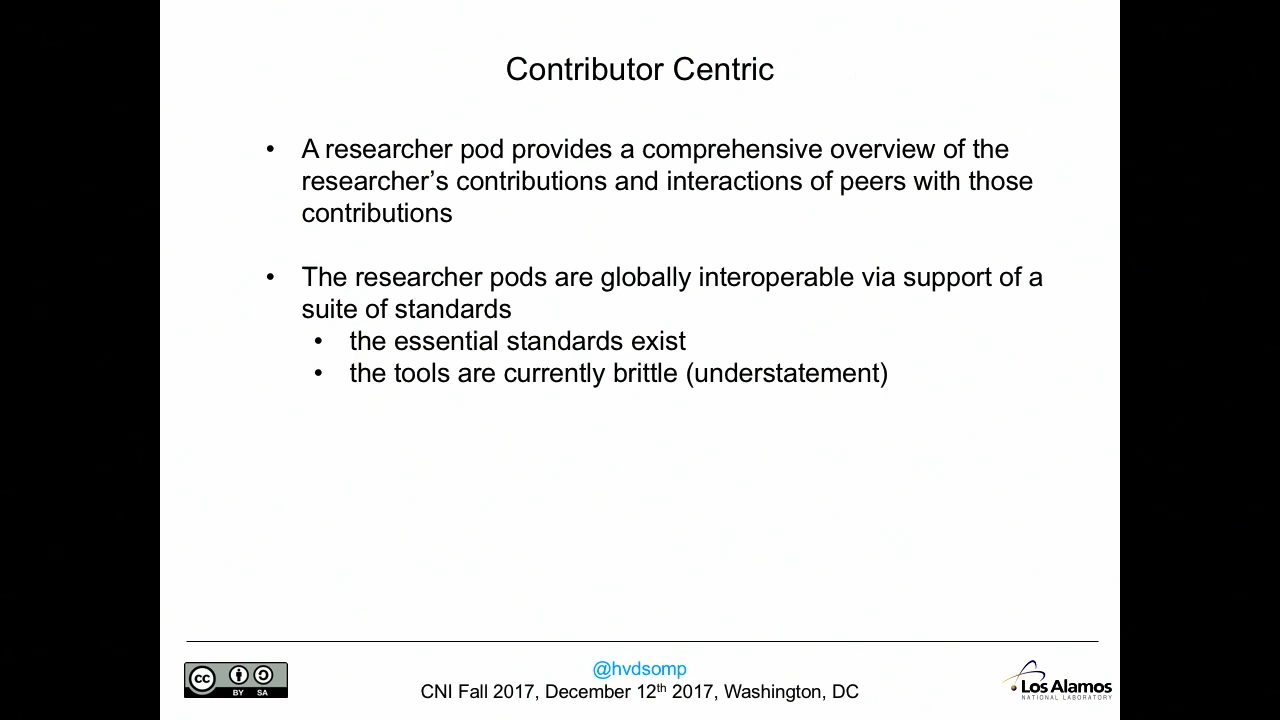 Contributor Centric
• A researcher pod provides a comprehensive overview of the
researcher’s contributions and interactions of peers with those
contributions
• The researcher pods are globally interoperable via support of a
suite of standards
• the essential standards exist
• the tools are currently brittle (understatement)
cc BY SA
@hvdsomp
CNI Fall 2017, December 12th 2017, Washington, DC
Los Alamos
NATIONAL LABORATORY